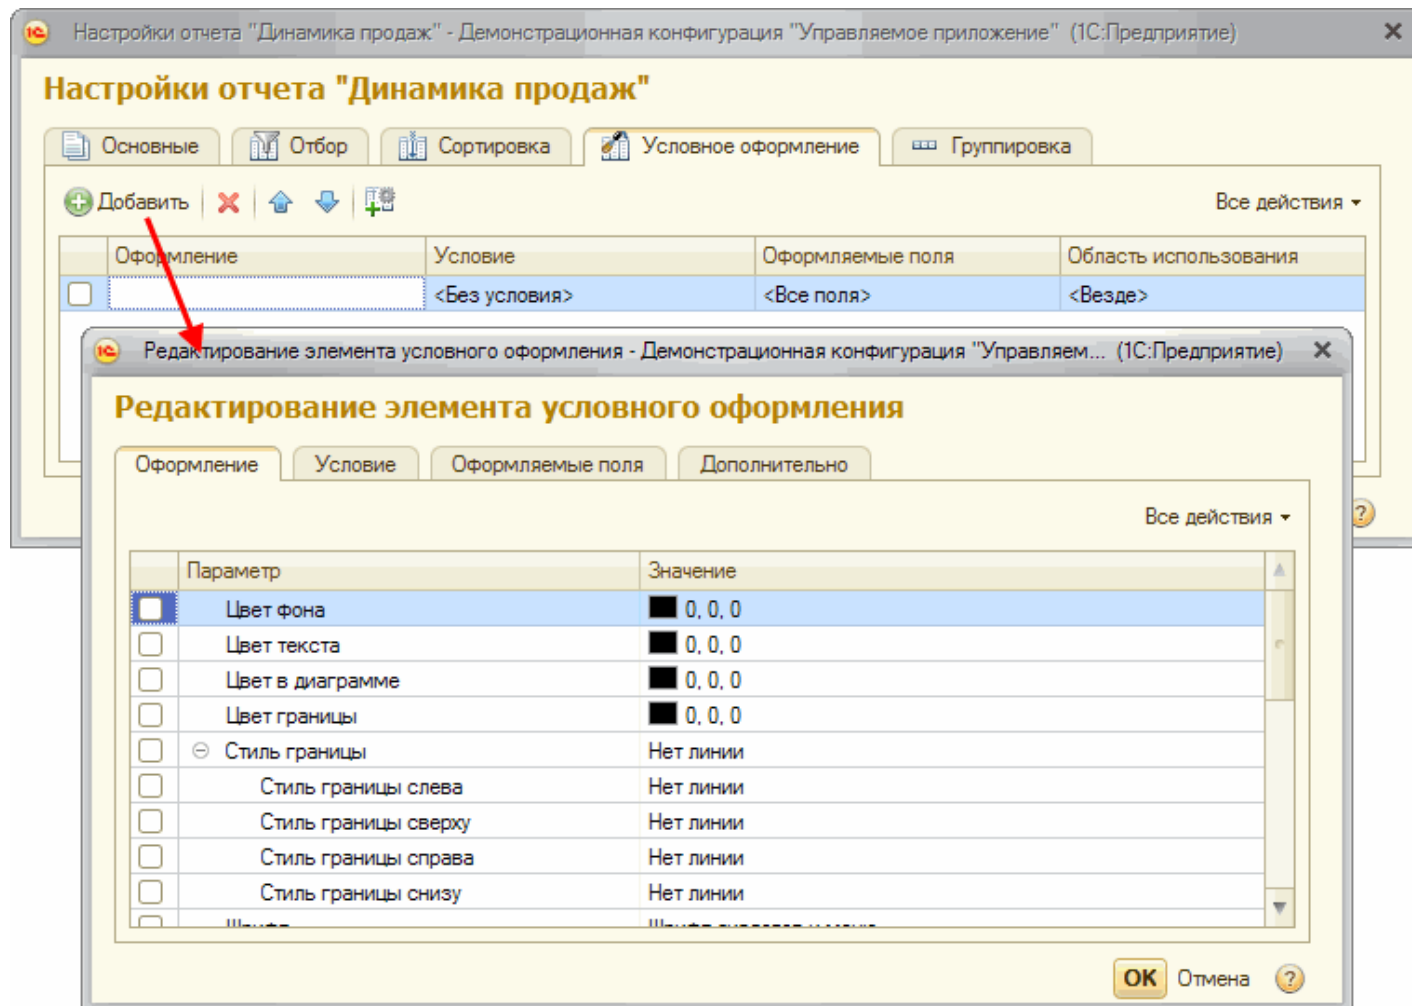 Настройки отчета "Динамика продаж" - Демонстрационная конфигурация "Управляемое приложение" (1С:Предприятие)
Настройки отчета "Динамика продаж"
Основные Отбор Сортировка Условное оформление Группировка
Добавить Все действия
Оформление Условие Оформляемые поля Область использования
<Без условия> <Все поля> <Везде>
Редактирование элемента условного оформления - Демонстрационная конфигурация "Управляем... (1С:Предприятие)
Редактирование элемента условного оформления
Оформление Условие Оформляемые поля Дополнительно
Все действия
Параметр Значение
Цвет фона 0, 0, 0
Цвет текста 0, 0, 0
Цвет в диаграмме 0, 0, 0
Цвет границы 0, 0, 0
Стиль границы Нет линии
Стиль границы слева Нет линии
Стиль границы сверху Нет линии
Стиль границы справа Нет линии
Стиль границы снизу Нет линии
OK Отмена